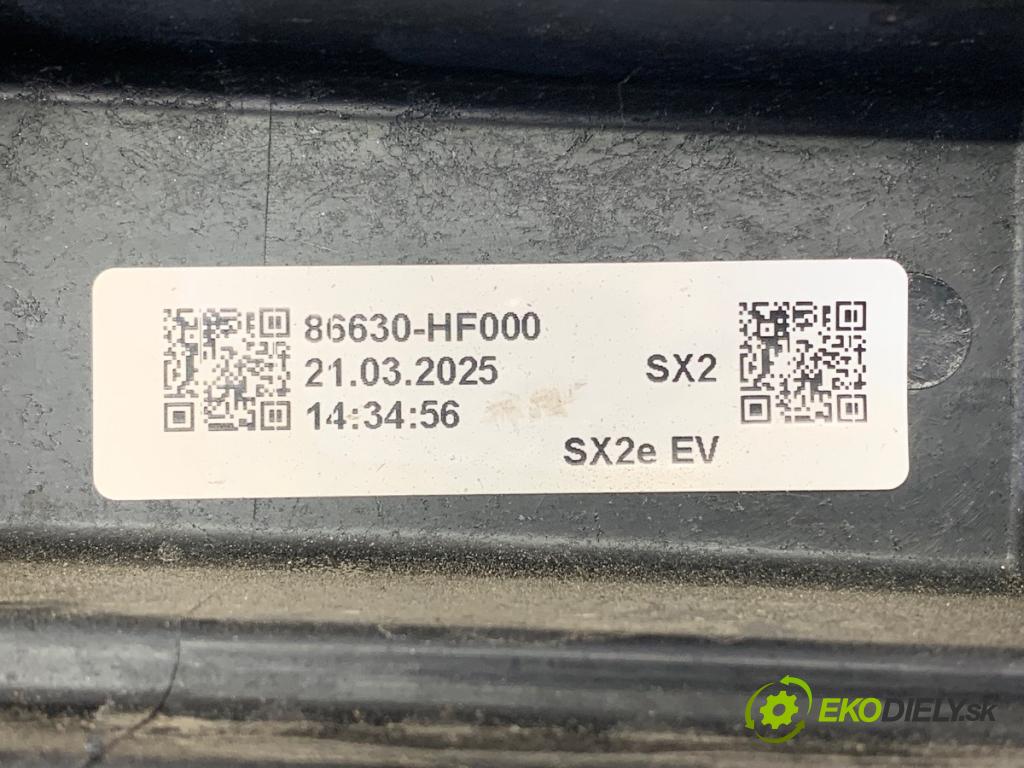 86630-HF000
21.03.2025
14:34:56
SX2
SX2e EV
EKODIELY.sk